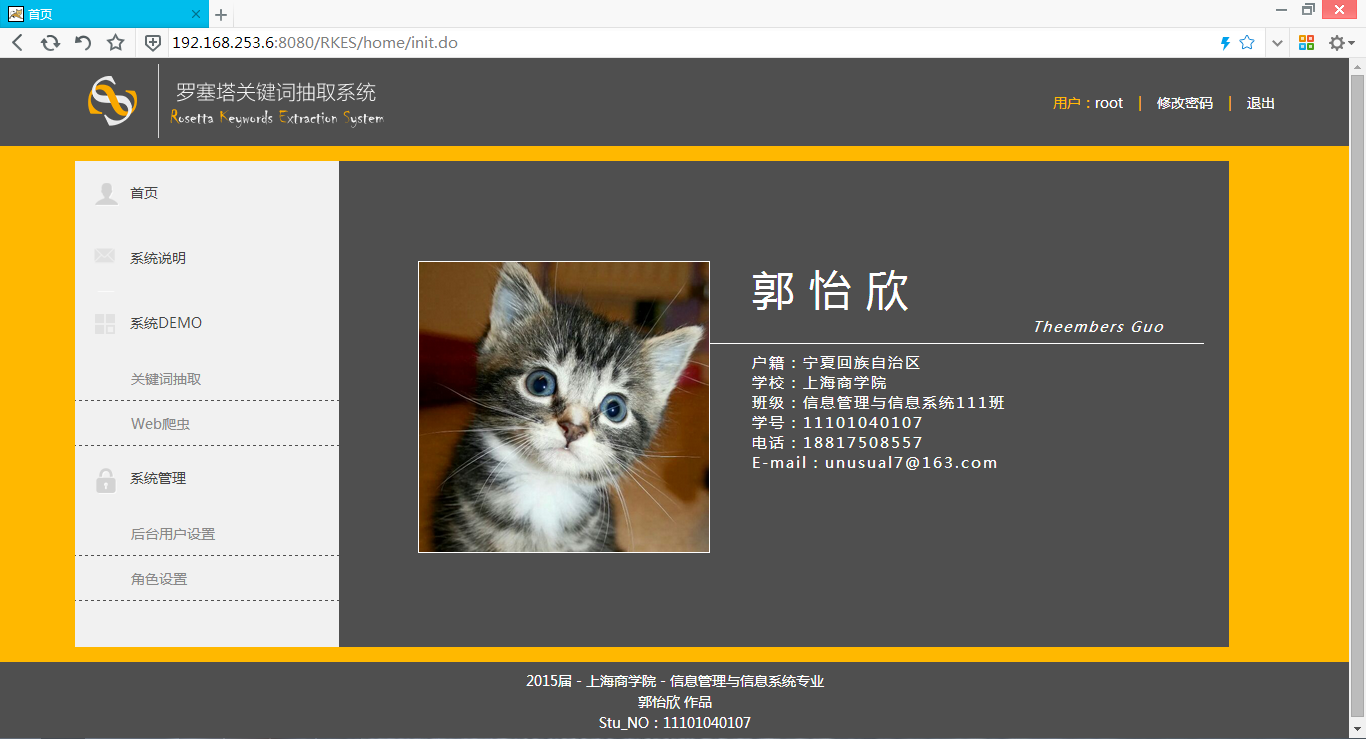 首页
192.168.253.6:8080/RKES/home/init.do
罗塞塔关键词抽取系统
Rosetta Keywords Extraction System
用户：root | 修改密码 | 退出
首页
系统说明
系统DEMO
关键词抽取
Web爬虫
系统管理
后台用户设置
角色设置
郭怡欣
Theembers Guo
户籍：宁夏回族自治区
学校：上海商学院
班级：信息管理与信息系统111班
学号：11101040107
电话：18817508557
E-mail：unusual7@163.com
2015届 - 上海商学院 - 信息管理与信息系统专业
郭怡欣 作品
Stu_NO：11101040107